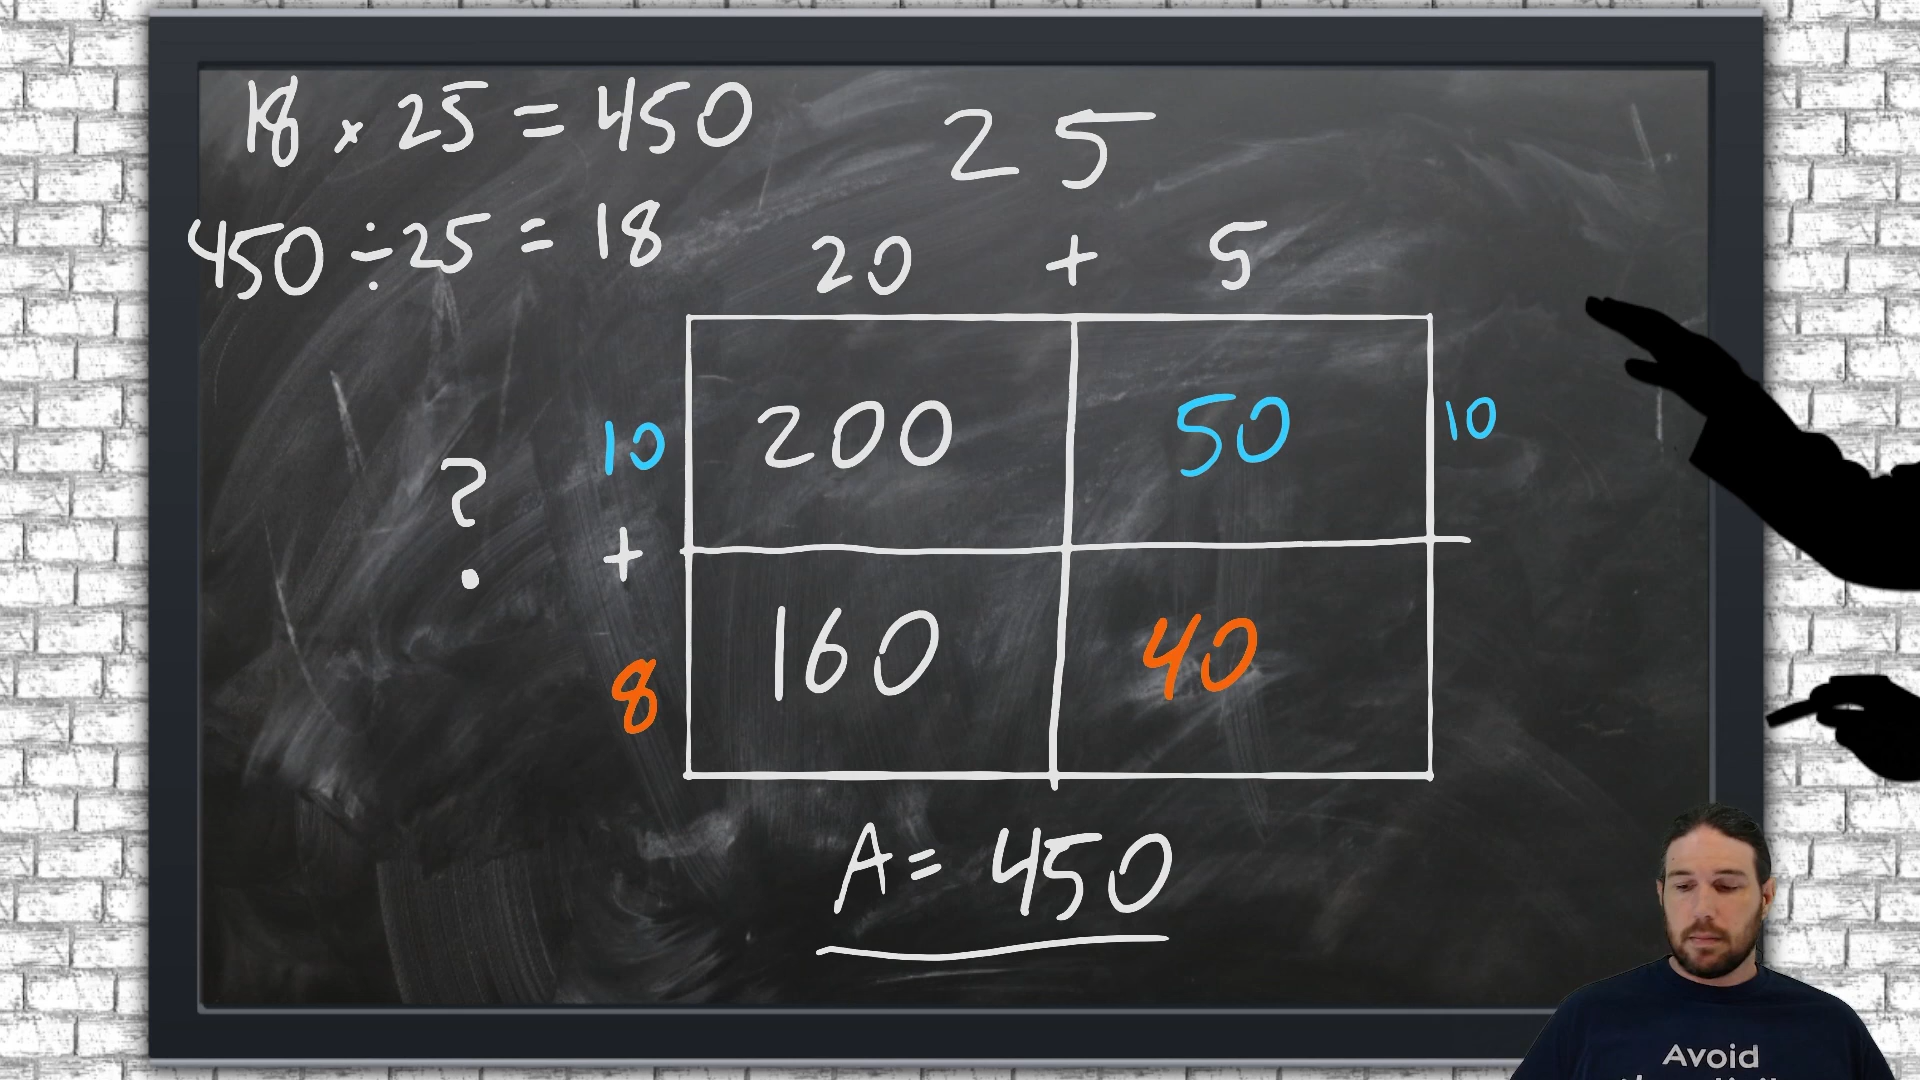 18 × 25 = 450
25
450 ÷ 25 = 18
20 + 5
10 200 50 10
?
+
8 160 40
A = 450
Avoid